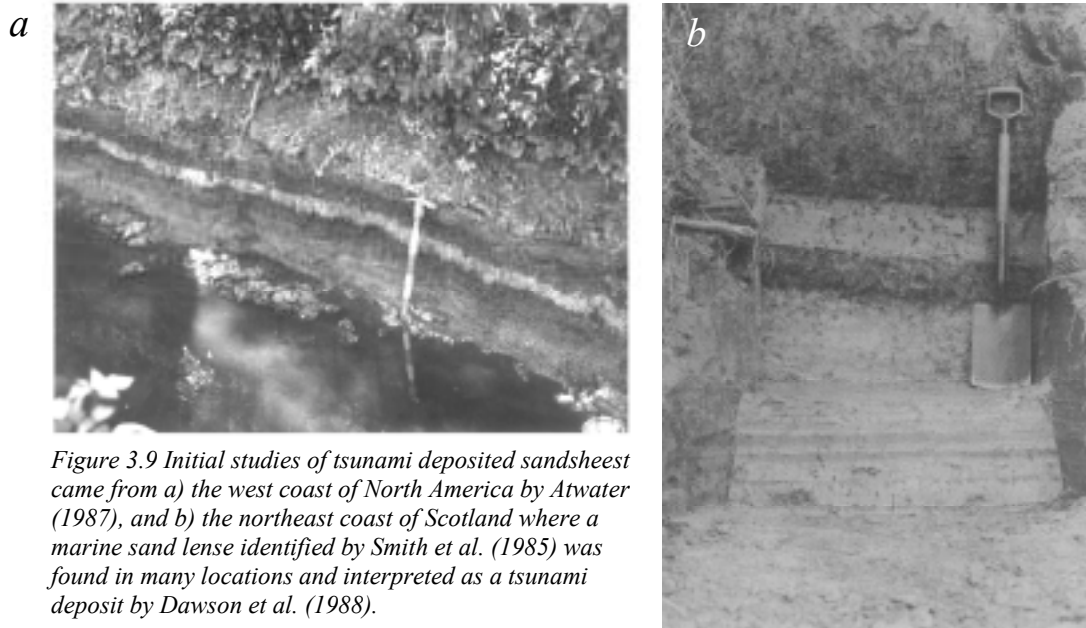 a
b
Figure 3.9 Initial studies of tsunami deposited sandsheest
came from a) the west coast of North America by Atwater
(1987), and b) the northeast coast of Scotland where a
marine sand lense identified by Smith et al. (1985) was
found in many locations and interpreted as a tsunami
deposit by Dawson et al. (1988).